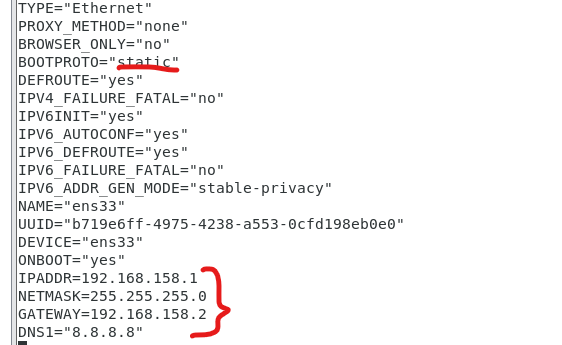 TYPE="Ethernet"
PROXY_METHOD="none"
BROWSER_ONLY="no"
BOOTPROTO="static"
DEFROUTE="yes"
IPV4_FAILURE_FATAL="no"
IPV6INIT="yes"
IPV6_AUTOCONF="yes"
IPV6_DEFROUTE="yes"
IPV6_FAILURE_FATAL="no"
IPV6_ADDR_GEN_MODE="stable-privacy"
NAME="ens33"
UUID="b719e6ff-4975-4238-a553-0cfd198eb0e0"
DEVICE="ens33"
ONBOOT="yes"
IPADDR=192.168.158.1
NETMASK=255.255.255.0
GATEWAY=192.168.158.2
DNS1="8.8.8.8"